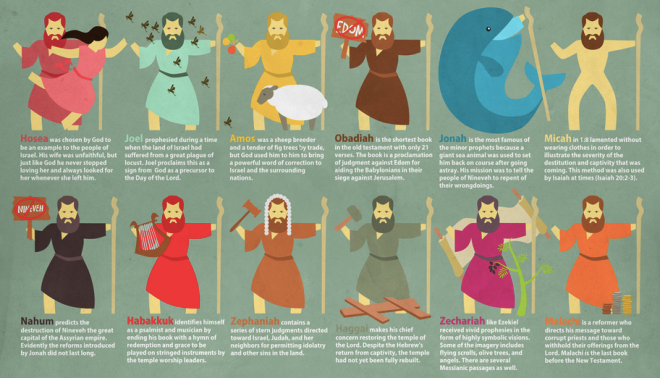 EDOM
Hosea was chosen by God to
be an example to the people of
Israel. His wife was unfaithful, but
just like God he never stopped
loving her and always looked for
her whenever she left him.
Joel prophesied during a time
when the land of Israel had
suffered from a great plague of
locust. Joel proclaims this as a
sign from God as a precursor to
the Day of the Lord.
Amos was a sheep breeder
and a tender of fig trees by trade,
but God used him to him to bring
a powerful word of correction to
Israel and the surrounding
nations.
Obadiah is the shortest book
in the old testament with only 21
verses. The book is a proclamation
of judgment against Edom for
aiding the Babylonians in their
siege against Jerusalem.
Jonah is the most famous of
the minor prophets because a
giant sea animal was used to set
him back on course after going
astray. His mission was to tell the
people of Nineveh to repent of
their wrongdoings.
Micah in 1:8 lamented without
wearing clothes in order to
illustrate the severity of the
destitution and captivity that was
coming. This method was also used
by Isaiah at times (Isaiah 20:2-3).
NINEVEH
Nahum predicts the
destruction of Nineveh the great
capital of the Assyrian empire.
Evidently the reforms introduced
by Jonah did not last long.
Habakkuk identifies himself
as a psalmist and musician by
ending his book with a hymn of
redemption and grace to be
played on stringed instruments by
the temple worship leaders.
Zephaniah contains a
series of stern judgments directed
toward Israel, Judah, and her
neighbors for permitting idolatry
and other sins in the land.
Haggai makes his chief
concern restoring the temple of
the Lord. Despite the Hebrew's
return from captivity, the temple
had not yet been fully rebuilt.
Zechariah like Ezekiel
received vivid prophesies in the
form of highly symbolic visions.
Some of the imagery includes
flying scrolls, olive trees, and
angels. There are several
Messianic passages as well.
Malachi is a reformer who
directs his message toward
corrupt priests and those who
withhold their offerings from the
Lord. Malachi is the last book
before the New Testament.